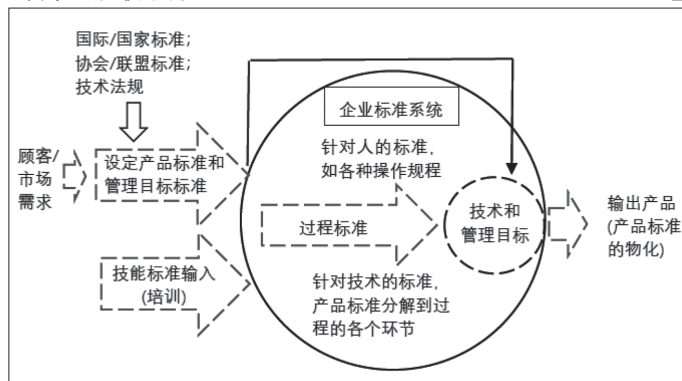 国际/国家标准；
协会/联盟标准；
技术法规
企业标准系统
针对人的标准，
如各种操作规程
顾客/
市场
需求
设定产品标准和
管理目标标准
过程标准
技术和
管理目标
输出产品
(产品标准
的物化)
技能标准输入
(培训)
针对技术的标准，
产品标准分解到过
程的各个环节